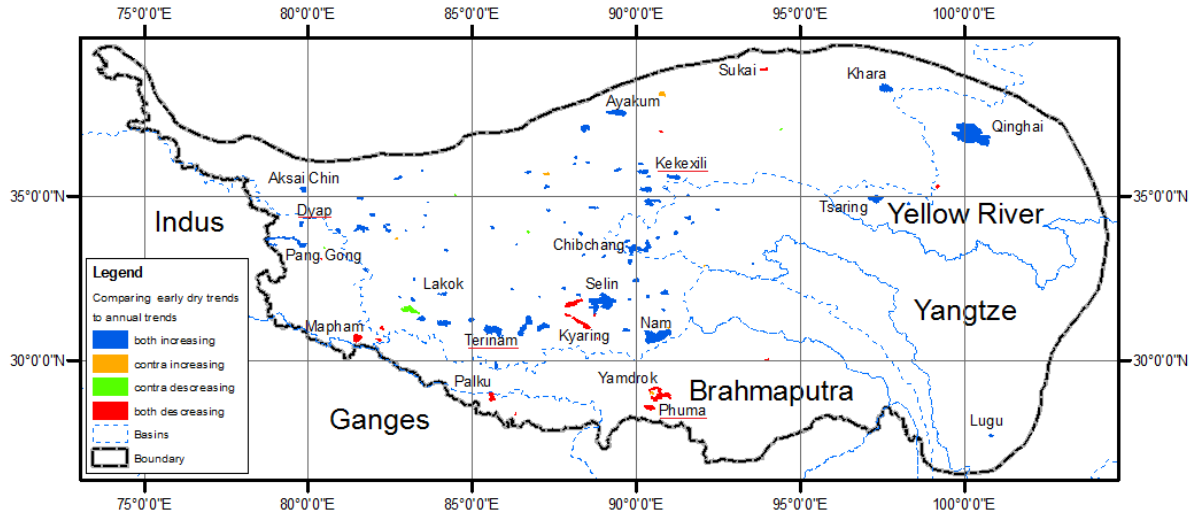 75°0'0"E 80°0'0"E 85°0'0"E 90°0'0"E 95°0'0"E 100°0'0"E
Sukai
Khara
Ayakum
Qinghai
Kekexili
Aksai Chin
35°0'0"N 35°0'0"N
Dyap
Tsaring
Yellow River
Indus
Chibchang
Pang.Gong
Legend
Comparing early dry trends
to annual trends
both increasing
contra increasing
contra descreasing
both descreasing
Basins
Boundary
Lakok
Selin
Yangtze
Mapham
Terinam
Kyaring
Nam
30°0'0"N 30°0'0"N
Palku
Yamdrok
Brahmaputra
Ganges
Phuma
Lugu
75°0'0"E 80°0'0"E 85°0'0"E 90°0'0"E 95°0'0"E 100°0'0"E